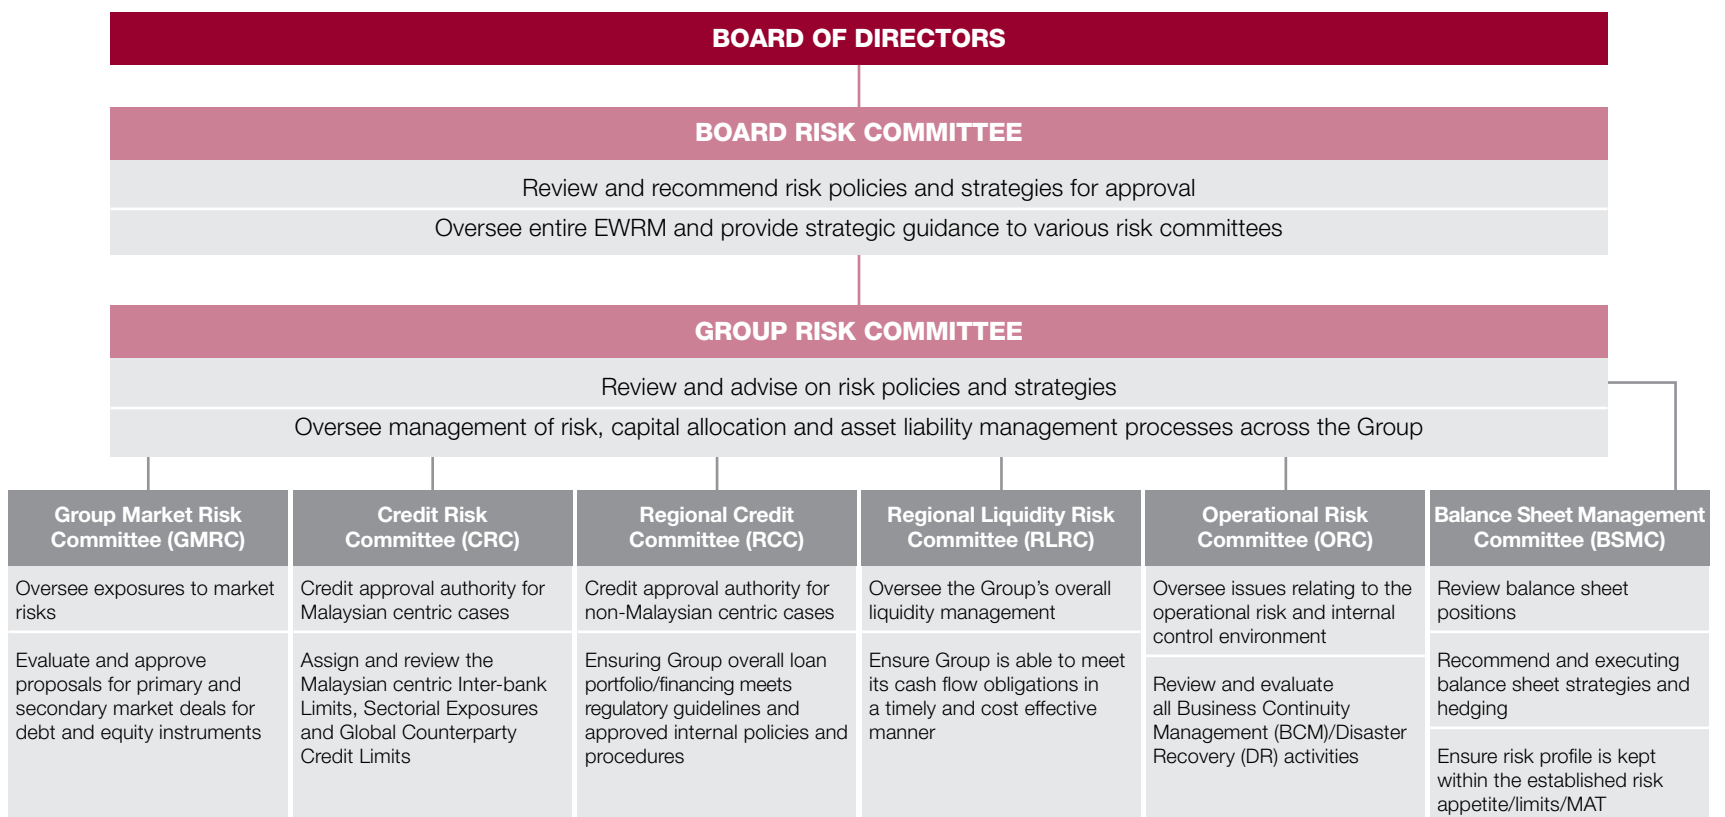 BOARD OF DIRECTORS
BOARD RISK COMMITTEE
Review and recommend risk policies and strategies for approval
Oversee entire EWRM and provide strategic guidance to various risk committees
GROUP RISK COMMITTEE
Review and advise on risk policies and strategies
Oversee management of risk, capital allocation and asset liability management processes across the Group
Group Market Risk
Committee (GMRC)
Oversee exposures to market
risks
Evaluate and approve
proposals for primary and
secondary market deals for
debt and equity instruments
Credit Risk
Committee (CRC)
Credit approval authority for
Malaysian centric cases
Assign and review the
Malaysian centric Inter-bank
Limits, Sectorial Exposures
and Global Counterparty
Credit Limits
Regional Credit
Committee (RCC)
Credit approval authority for
non-Malaysian centric cases
Ensuring Group overall loan
portfolio/financing meets
regulatory guidelines and
approved internal policies and
procedures
Regional Liquidity Risk
Committee (RLRC)
Oversee the Group’s overall
liquidity management
Ensure Group is able to meet
its cash flow obligations in
a timely and cost effective
manner
Operational Risk
Committee (ORC)
Oversee issues relating to the
operational risk and internal
control environment
Review and evaluate
all Business Continuity
Management (BCM)/Disaster
Recovery (DR) activities
Balance Sheet Management
Committee (BSMC)
Review balance sheet
positions
Recommend and executing
balance sheet strategies and
hedging
Ensure risk profile is kept
within the established risk
appetite/limits/MAT